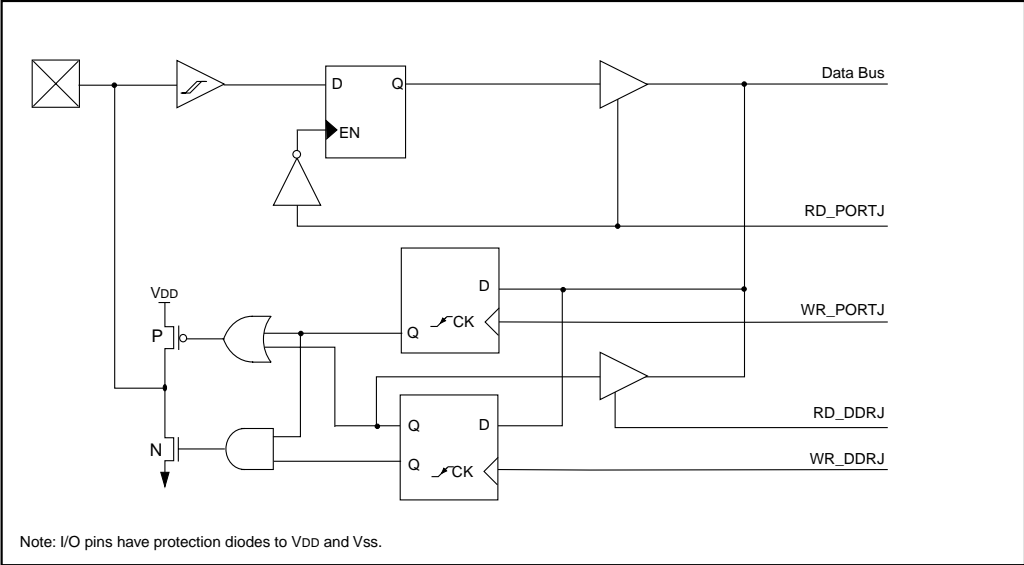 Data Bus
D
Q
EN
RD_PORTJ
D
VDD
WR_PORTJ
P
Q
CK
RD_DDRJ
Q
D
N
Q
WR_DDRJ
CK
Note: I/O pins have protection diodes to VDD and Vss.